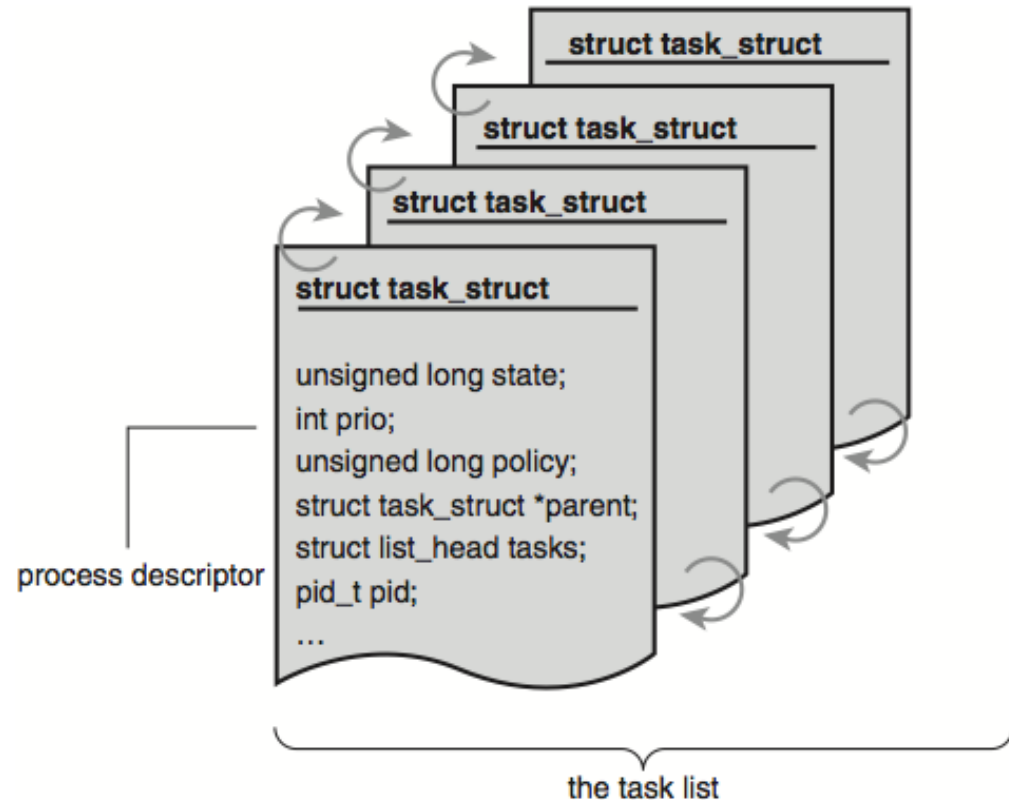 struct task_struct
struct task_struct
struct task_struct
struct task_struct
unsigned long state;
int prio;
unsigned long policy;
struct task_struct *parent;
struct list_head tasks;
pid_t pid;
...
process descriptor
the task list